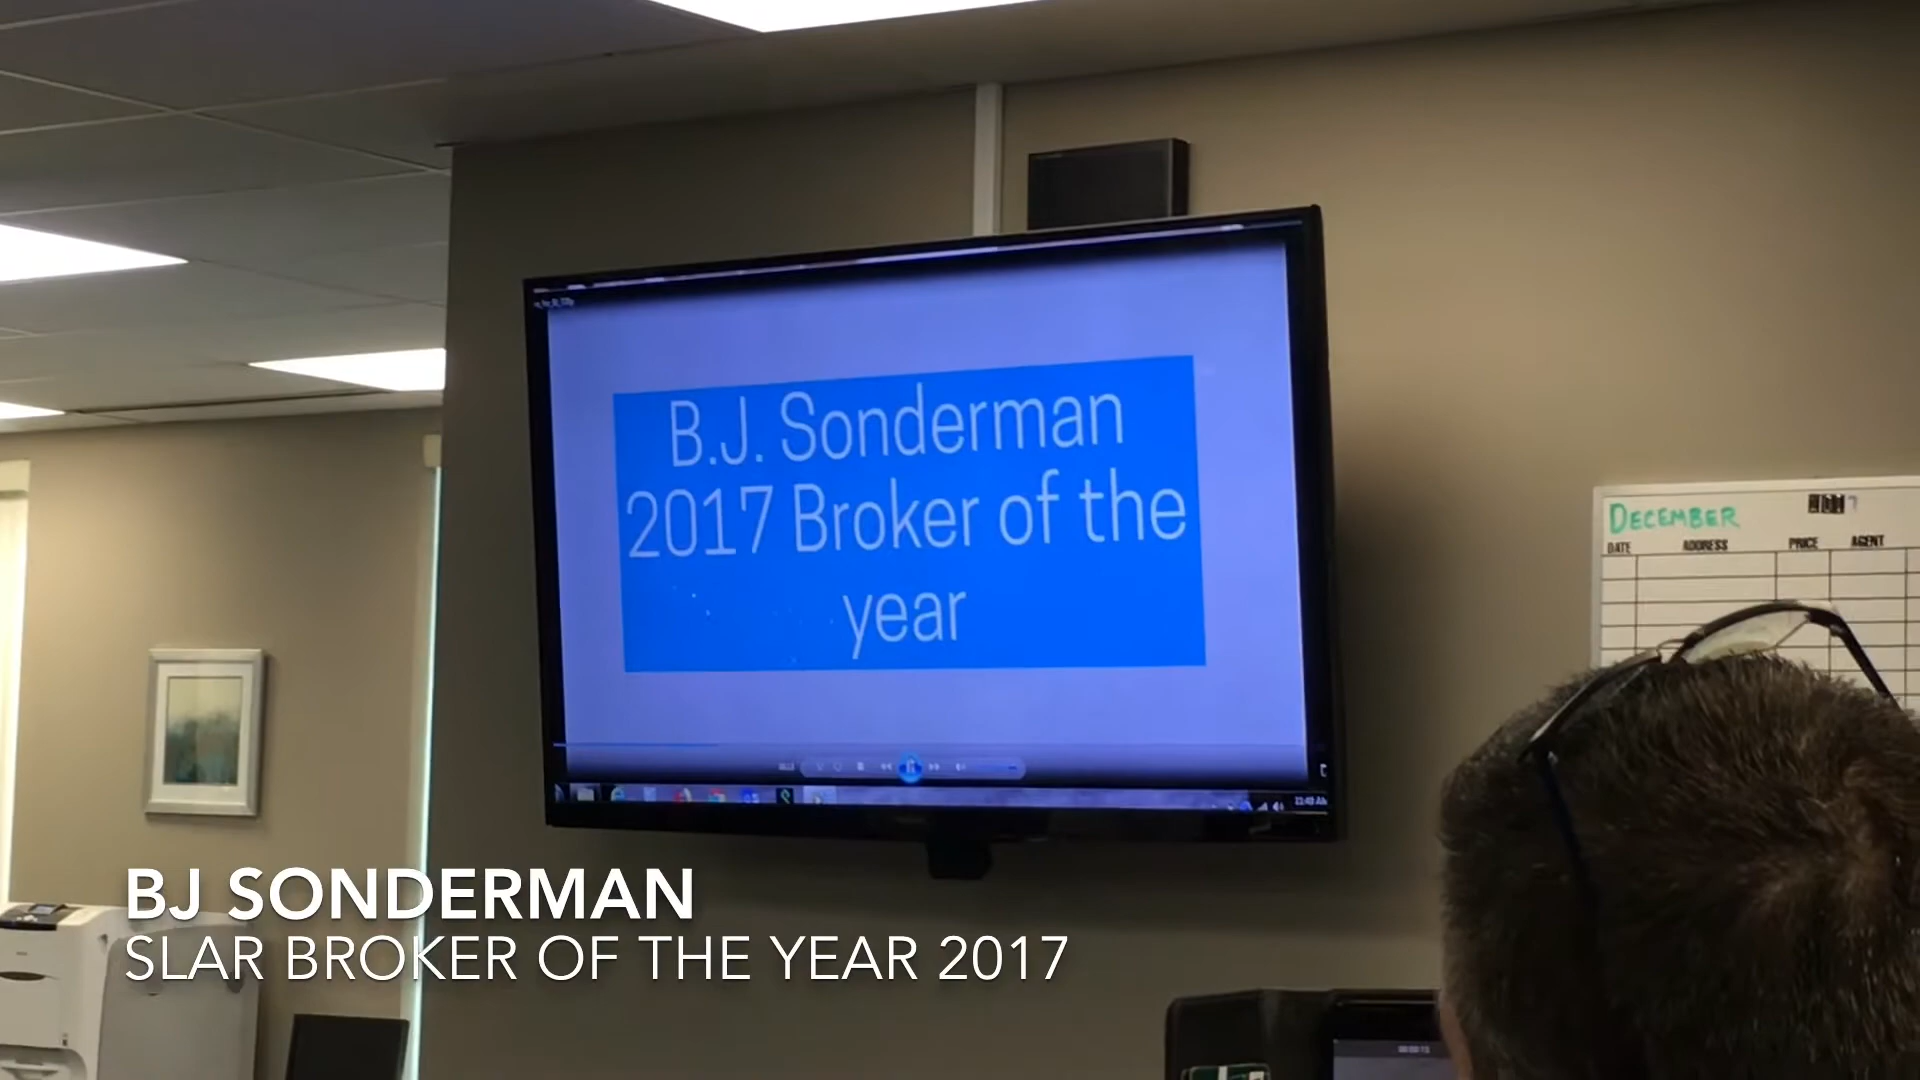 B.J. Sonderman
2017 Broker of the
year
DECEMBER
DATE ADDRESS PRICE AGENT
BJ SONDERMAN
SLAR BROKER OF THE YEAR 2017